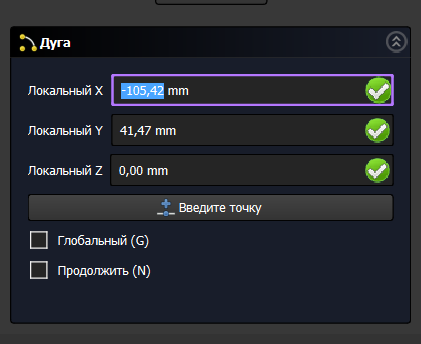 Дуга
Локальный X -105,42 mm
Локальный Y 41,47 mm
Локальный Z 0,00 mm
Введите точку
Глобальный (G)
Продолжить (N)